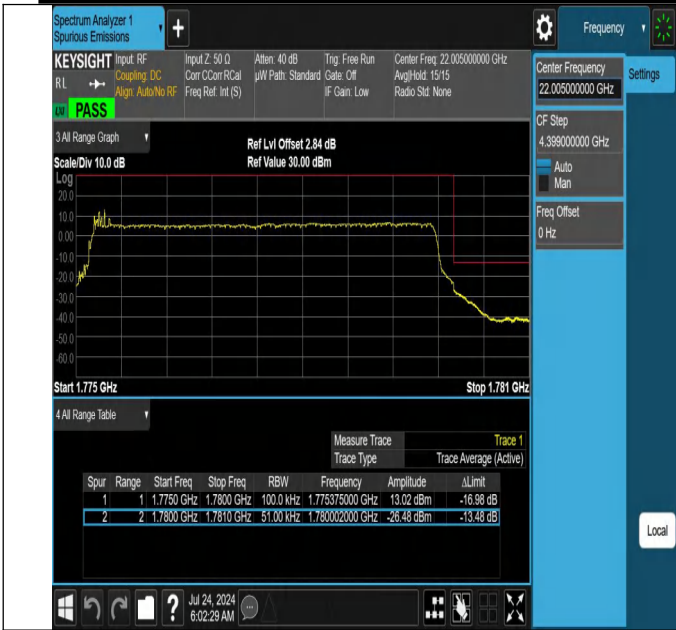 Spectrum Analyzer 1
Spurious Emissions
+
Frequency
KEYSIGHT
RL
PASS
Input: RF
Coupling: DC
Align: Auto/No RF
Input Z: 50 Ω
Corr CCorr RCal
Freq Ref: Int (S)
Atten: 40 dB
µW Path: Standard
Trig: Free Run
Gate: Off
IF Gain: Low
Center Freq: 22.005000000 GHz
Avg|Hold: 15/15
Radio Std: None
Center Frequency
22.005000000 GHz
Settings
CF Step
4.399000000 GHz
Auto
Man
Freq Offset
0 Hz
3 All Range Graph
Scale/Div 10.0 dB
Ref Lvl Offset 2.84 dB
Ref Value 30.00 dBm
Log
20.0
10.0
0.00
-10.0
-20.0
-30.0
-40.0
-50.0
-60.0
Start 1.775 GHz
Stop 1.781 GHz
4 All Range Table
Measure Trace Trace 1
Trace Type Trace Average (Active)
Spur Range Start Freq Stop Freq RBW Frequency Amplitude ΔLimit
1 1 1.7750 GHz 1.7800 GHz 100.0 kHz 1.775375000 GHz 13.02 dBm -16.98 dB
2 2 1.7800 GHz 1.7810 GHz 51.00 kHz 1.780002000 GHz -26.48 dBm -13.48 dB
Local
?
Jul 24, 2024
6:02:29 AM